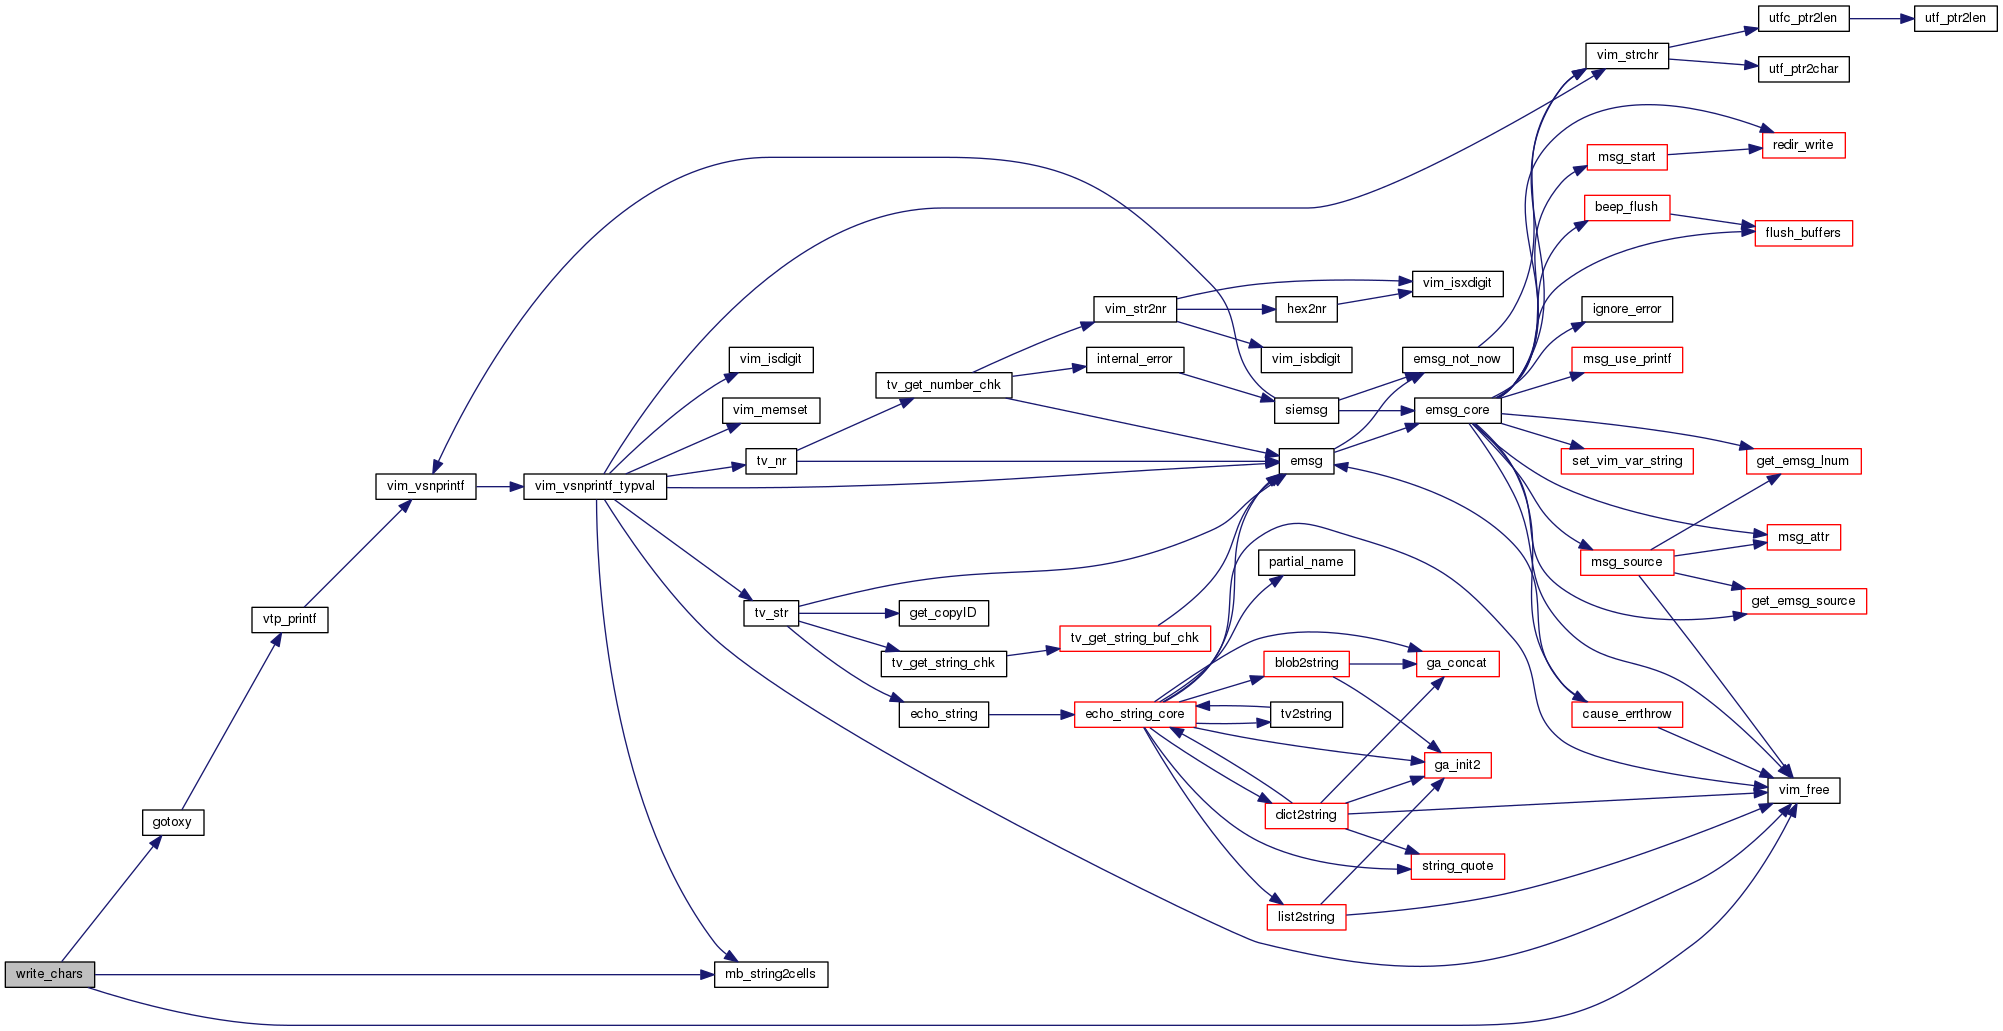 utfc_ptr2len
utf_ptr2len
vim_strchr
utf_ptr2char
redir_write
msg_start
beep_flush
flush_buffers
vim_isxdigit
vim_str2nr
hex2nr
ignore_error
vim_isdigit
internal_error
vim_isbdigit
emsg_not_now
msg_use_printf
tv_get_number_chk
vim_memset
siemsg
emsg_core
tv_nr
emsg
set_vim_var_string
get_emsg_lnum
vim_vsnprintf
vim_vsnprintf_typval
msg_attr
partial_name
msg_source
get_emsg_source
vtp_printf
tv_str
get_copyID
tv_get_string_buf_chk
tv_get_string_chk
blob2string
ga_concat
echo_string
echo_string_core
tv2string
cause_errthrow
ga_init2
vim_free
gotoxy
dict2string
string_quote
list2string
write_chars
mb_string2cells